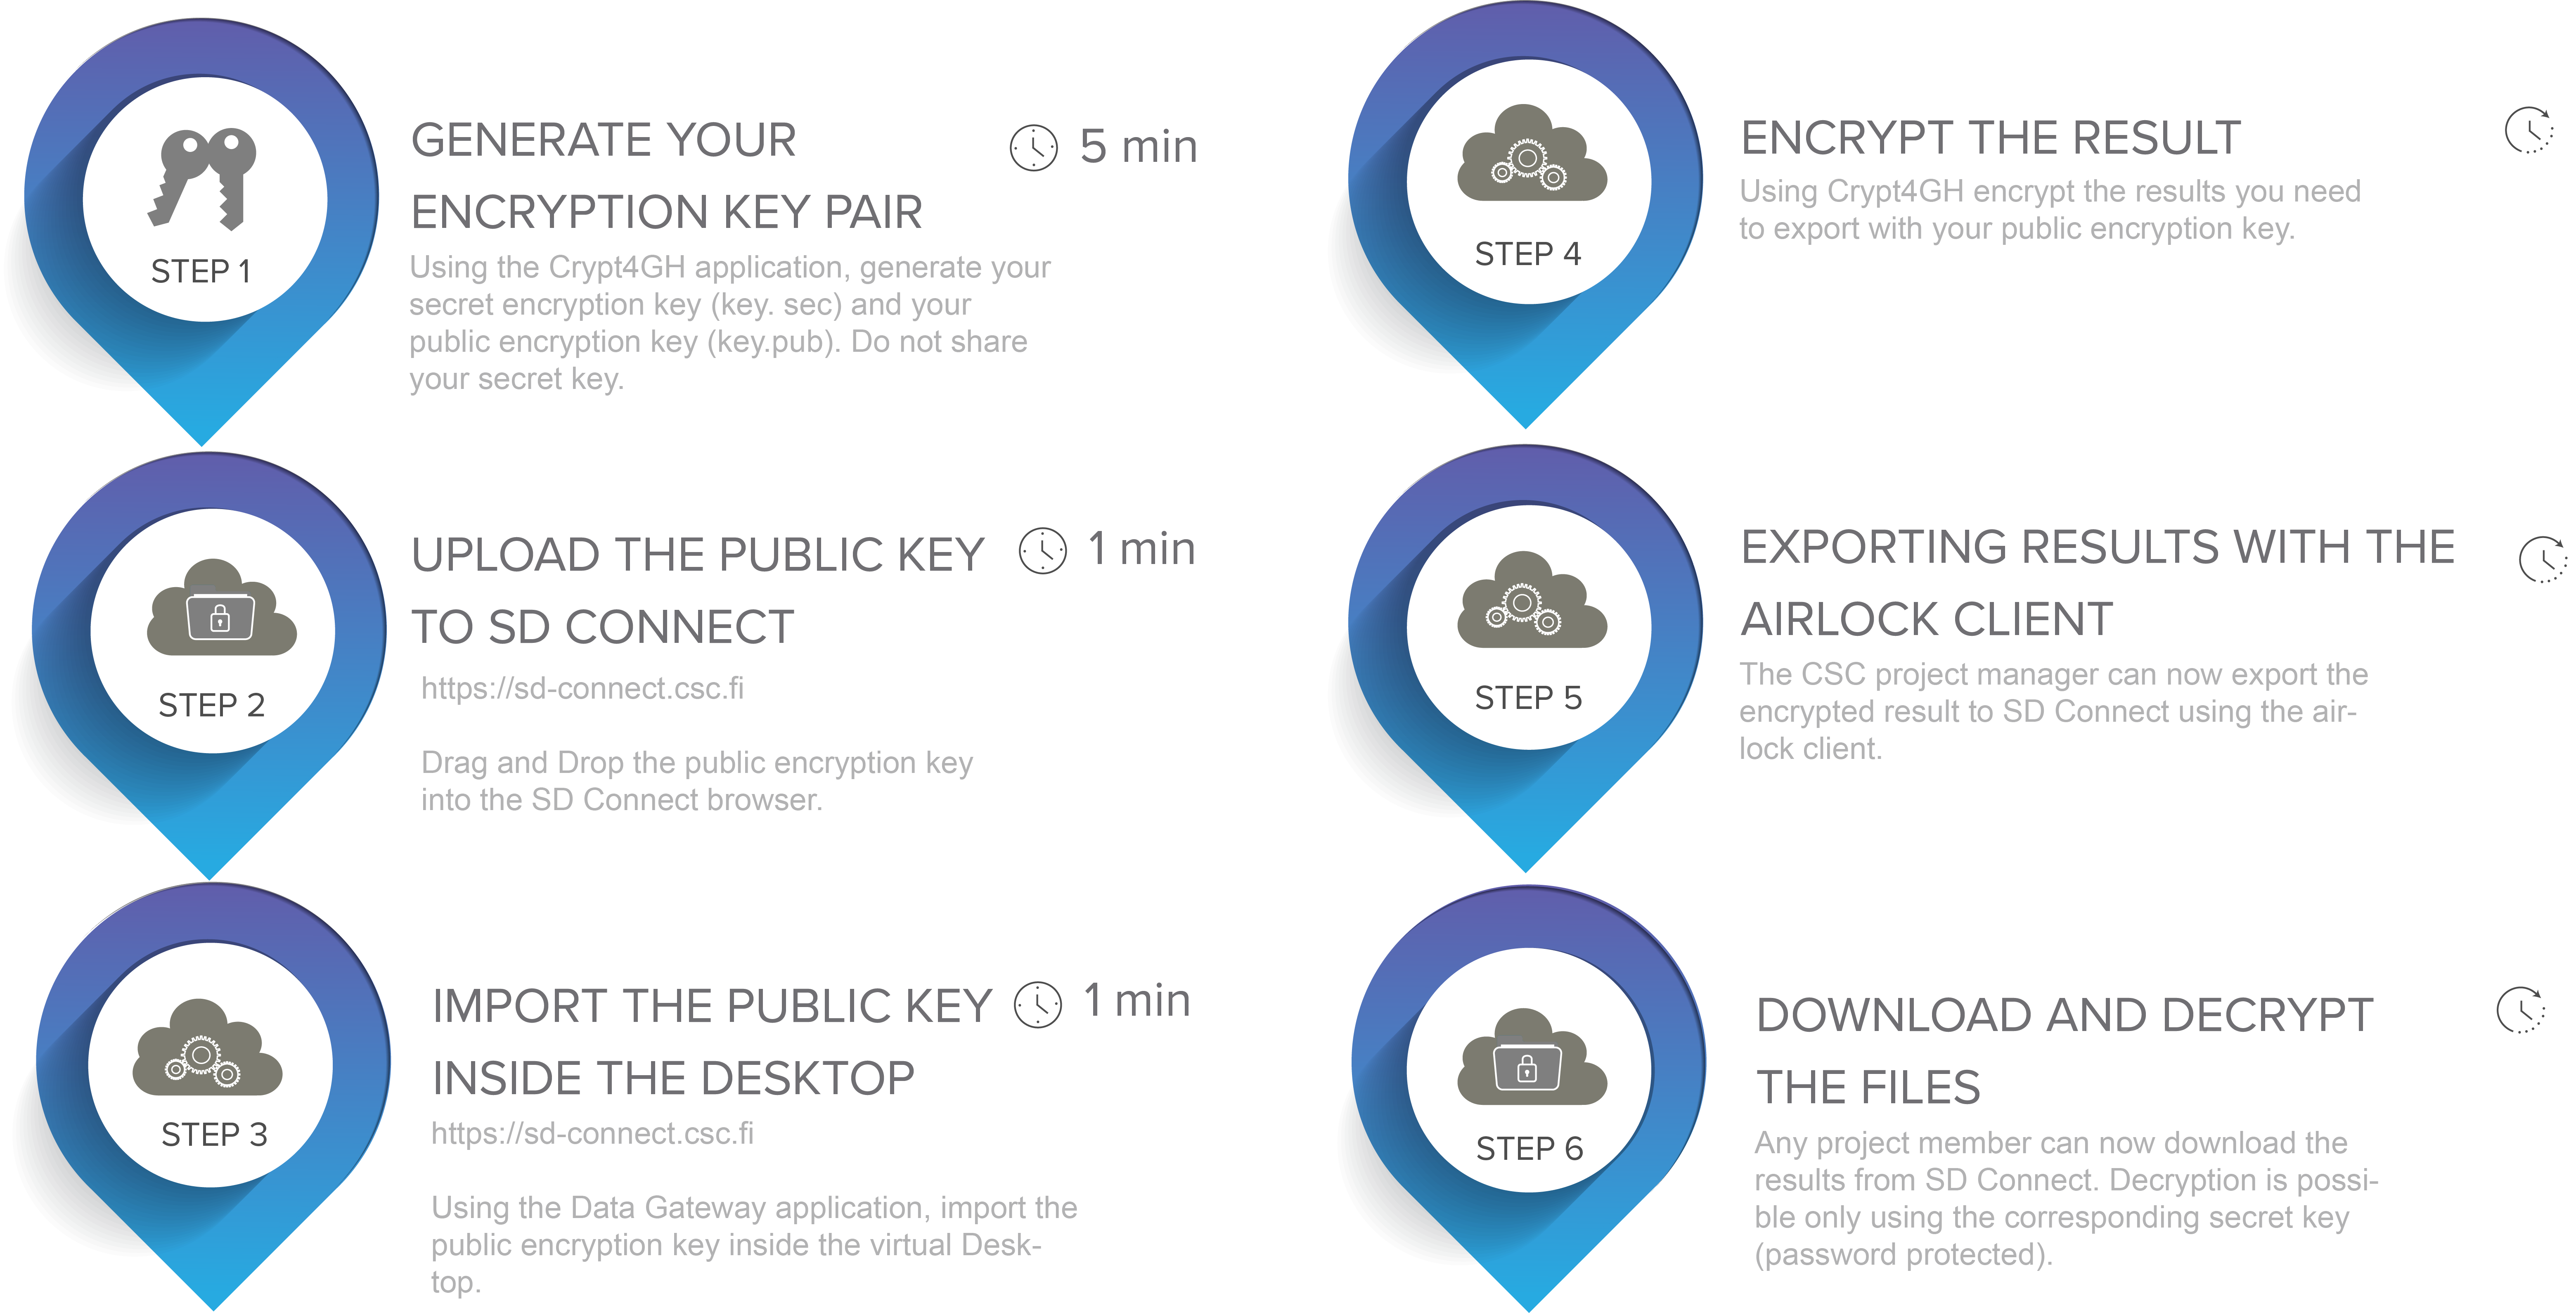 STEP 1
GENERATE YOUR
ENCRYPTION KEY PAIR
5 min
Using the Crypt4GH application, generate your
secret encryption key (key. sec) and your
public encryption key (key.pub). Do not share
your secret key.
STEP 2
UPLOAD THE PUBLIC KEY
TO SD CONNECT
1 min
https://sd-connect.csc.fi
Drag and Drop the public encryption key
into the SD Connect browser.
STEP 3
IMPORT THE PUBLIC KEY
INSIDE THE DESKTOP
1 min
https://sd-connect.csc.fi
Using the Data Gateway application, import the
public encryption key inside the virtual Desk-
top.
STEP 4
ENCRYPT THE RESULT
Using Crypt4GH encrypt the results you need
to export with your public encryption key.
STEP 5
EXPORTING RESULTS WITH THE
AIRLOCK CLIENT
The CSC project manager can now export the
encrypted result to SD Connect using the air-
lock client.
STEP 6
DOWNLOAD AND DECRYPT
THE FILES
Any project member can now download the
results from SD Connect. Decryption is possi-
ble only using the corresponding secret key
(password protected).